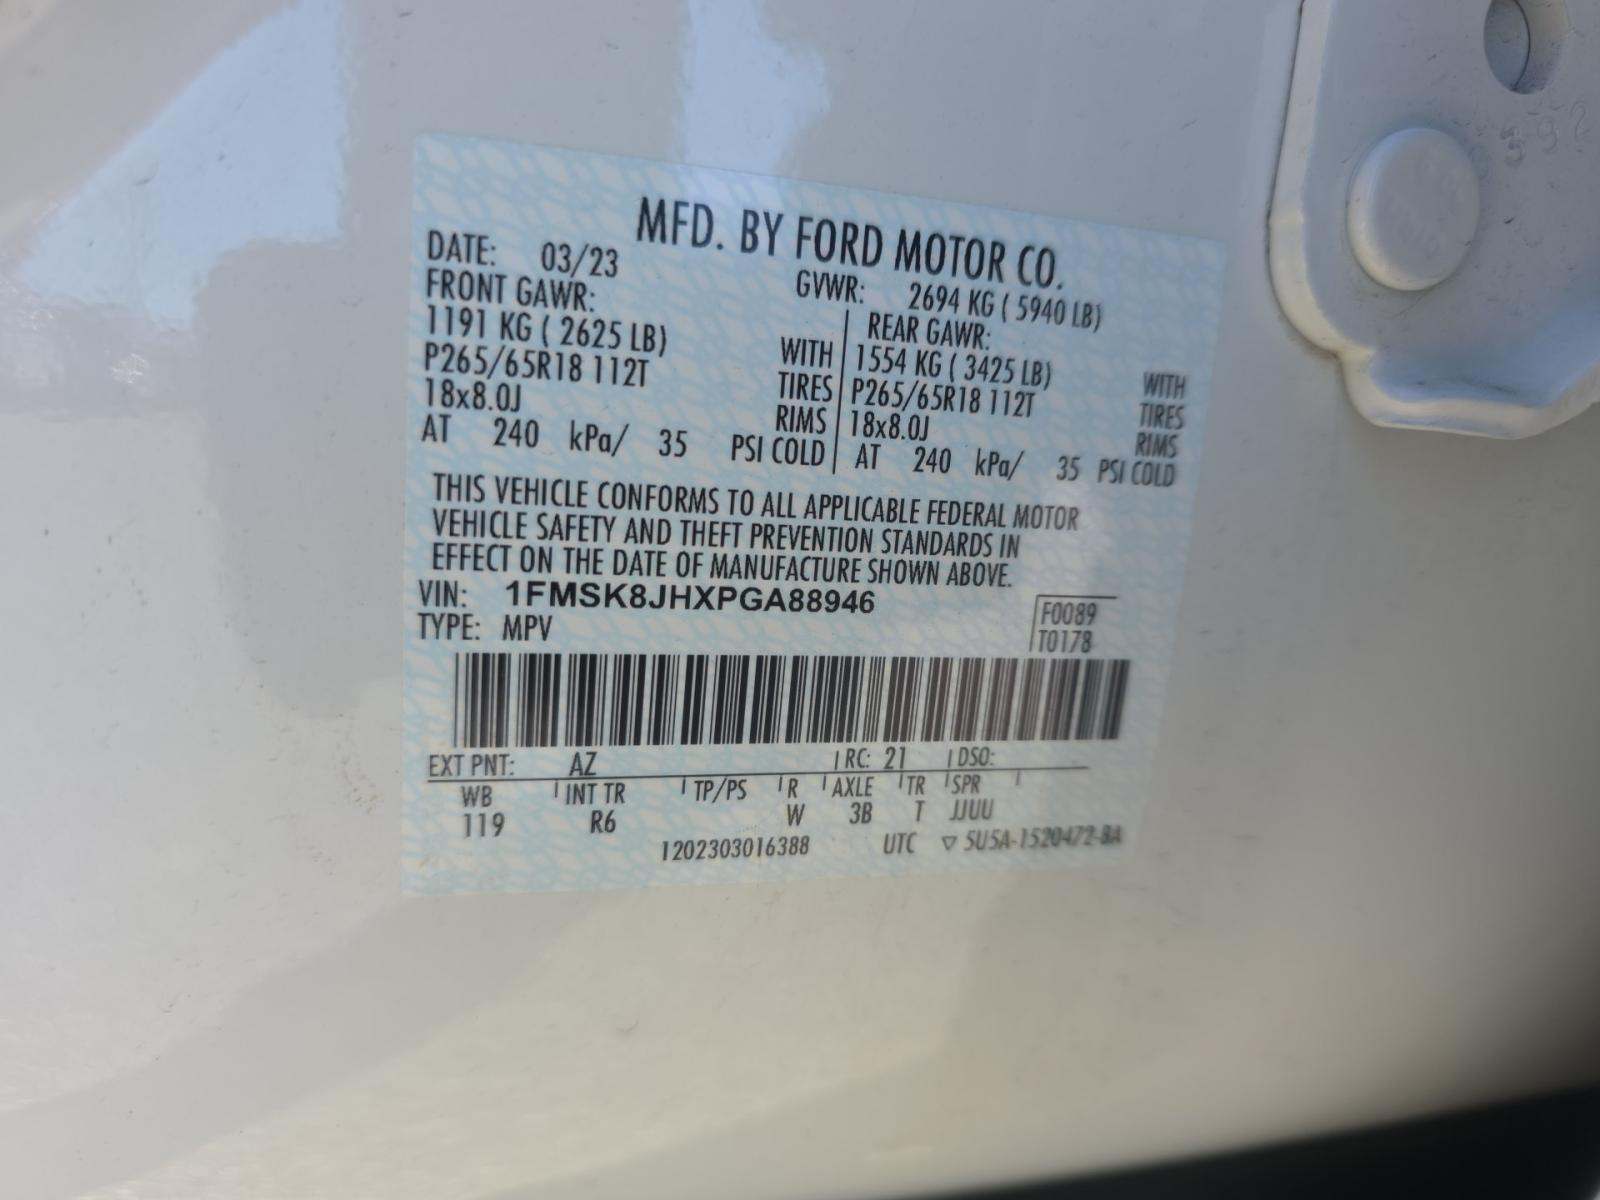 MFD. BY FORD MOTOR CO.
DATE: 03/23 GVWR: 2694 KG ( 5940 LB)
FRONT GAWR: REAR GAWR:
1191 KG ( 2625 LB) WITH 1554 KG ( 3425 LB) WITH
P265/65R18 112T TIRES P265/65R18 112T TIRES
18x8.0J RIMS 18x8.0J RIMS
AT 240 kPa/ 35 PSI COLD AT 240 kPa/ 35 PSI COLD
THIS VEHICLE CONFORMS TO ALL APPLICABLE FEDERAL MOTOR
VEHICLE SAFETY AND THEFT PREVENTION STANDARDS IN
EFFECT ON THE DATE OF MANUFACTURE SHOWN ABOVE.
VIN: 1FMSK8JHXPGA88946 F0089
TYPE: MPV T0178
EXT PNT: AZ RC: 21 DSO:
WB INT TR TP/PS R AXLE TR SPR
119 R6 W 3B T JJUU
1202303016388 UTC ▽ 5U5A-1520472-BA